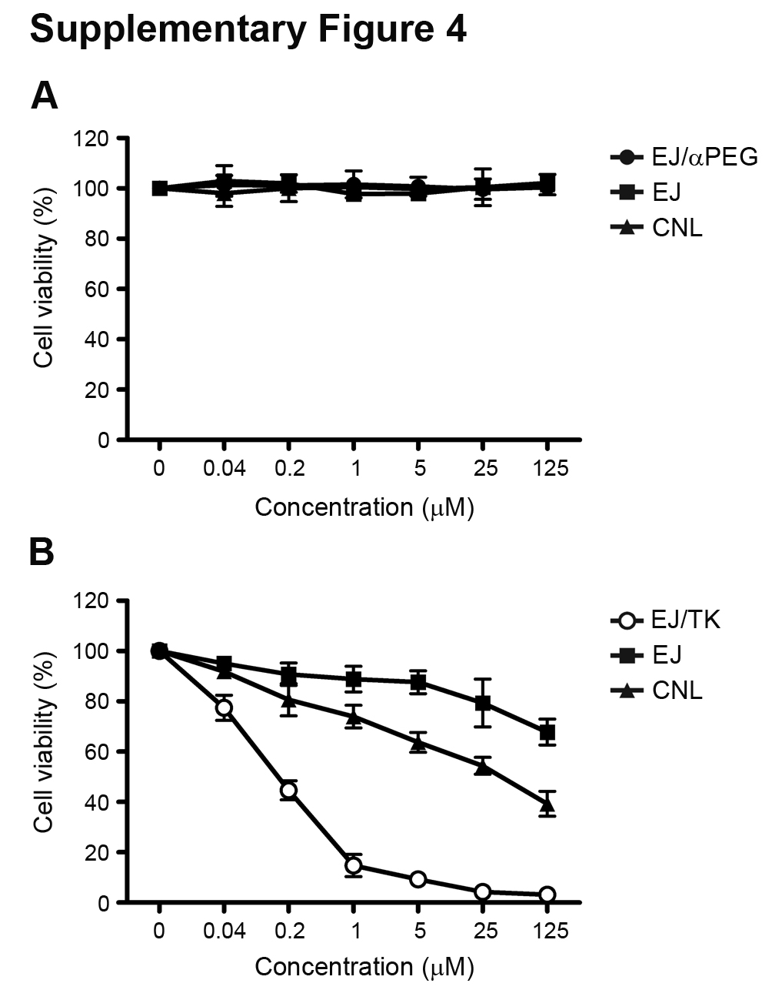 Supplementary Figure 4
A
120
100
80
60
40
20
0
Cell viability (%)
0 0.04 0.2 1 5 25 125
Concentration (μM)
EJ/αPEG
EJ
CNL
B
120
100
80
60
40
20
0
Cell viability (%)
0 0.04 0.2 1 5 25 125
Concentration (μM)
EJ/TK
EJ
CNL